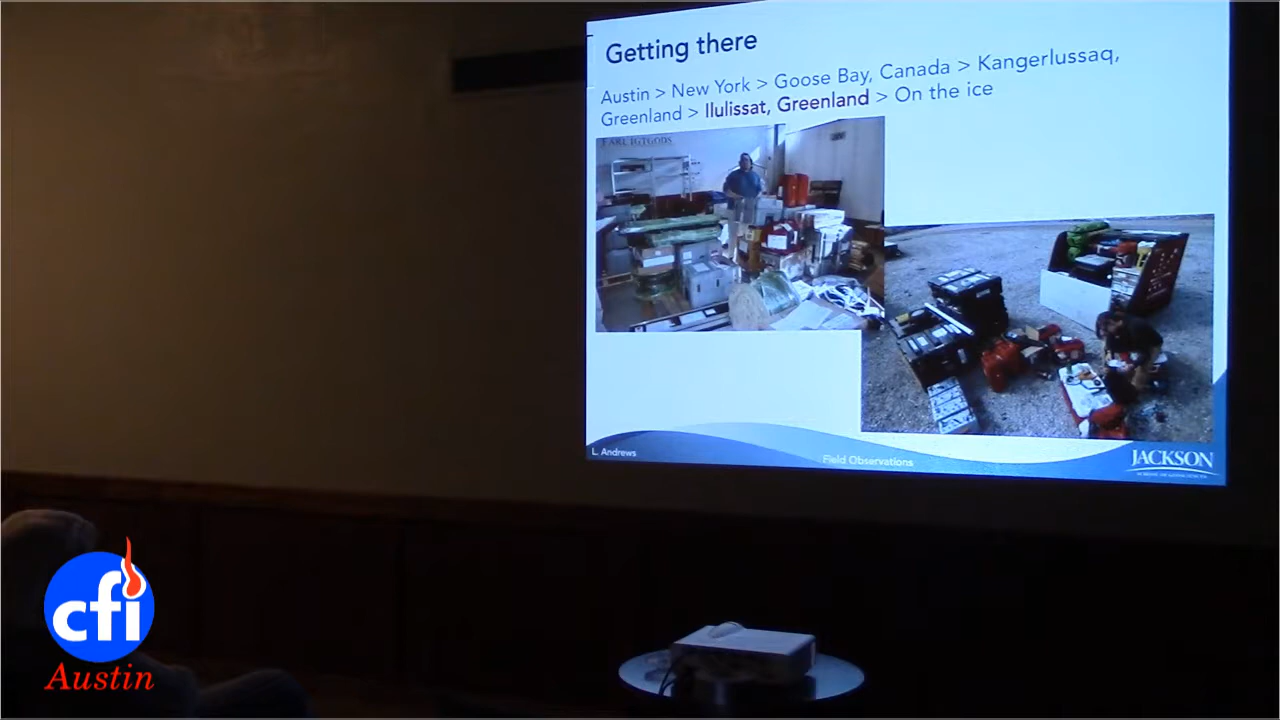 Getting there
Austin > New York > Goose Bay, Canada > Kangerlussaq,
Greenland > Ilulissat, Greenland > On the ice
L. Andrews
Field Observations
JACKSON
cfi
Austin